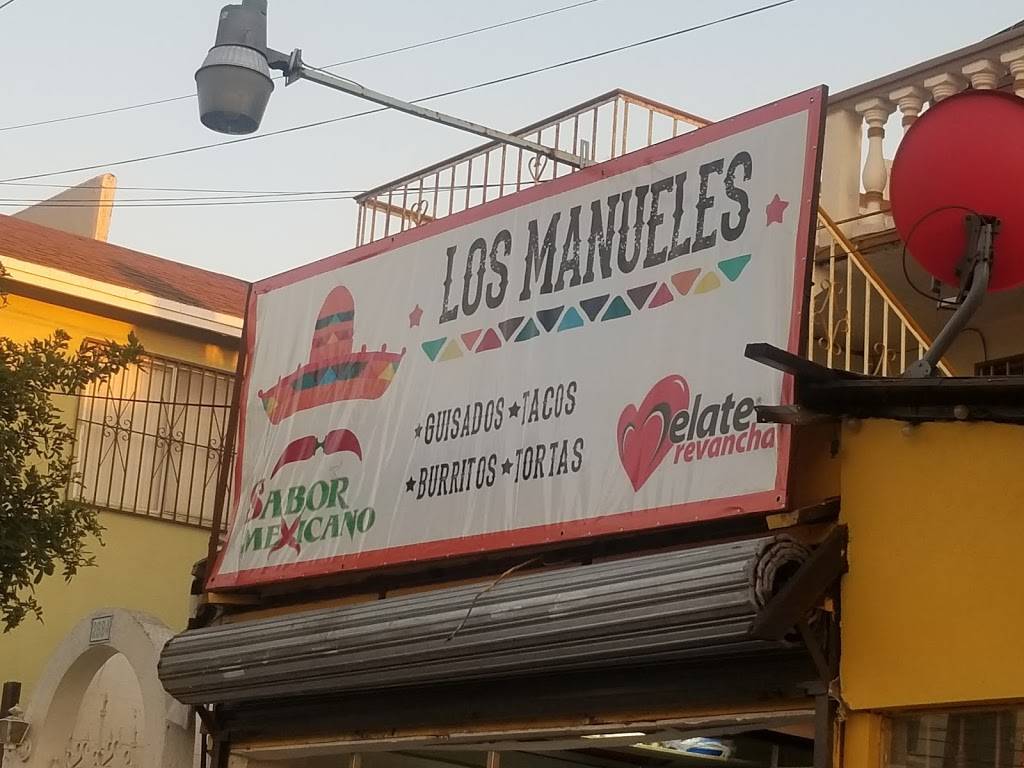 LOS MANUELES
★GUISADOS★TACOS
★BURRITOS★TORTAS
SABOR
MEXICANO
Melate®
revancha